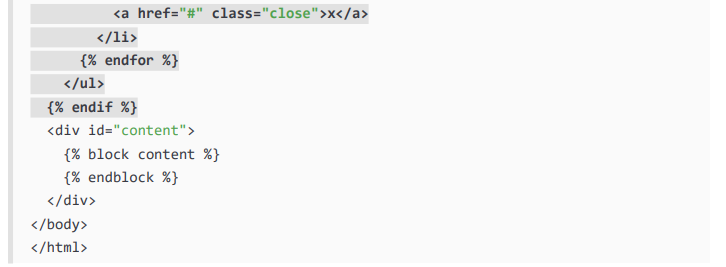 <a href="#" class="close">x</a>
</li>
{% endfor %}
</ul>
{% endif %}
<div id="content">
{% block content %}
{% endblock %}
</div>
</body>
</html>